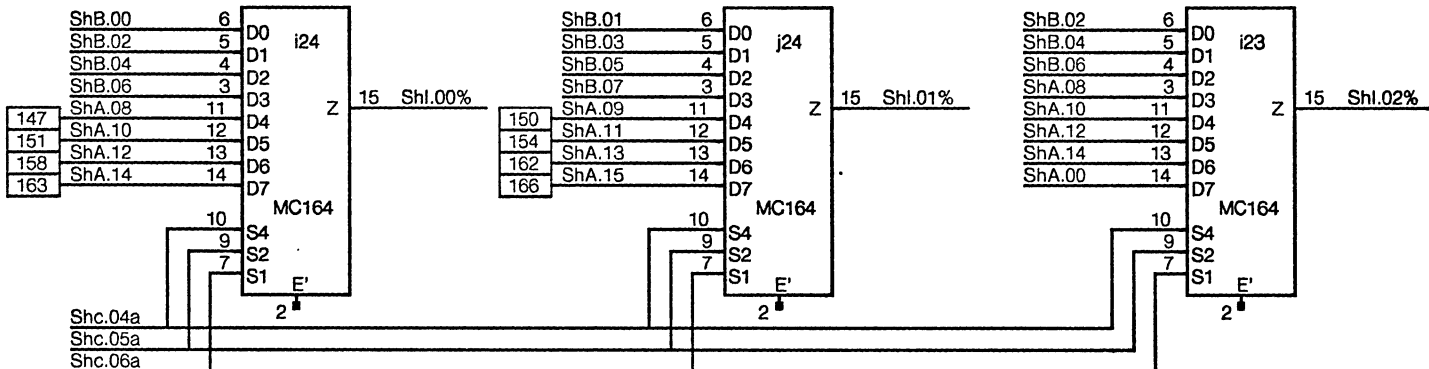 ShB.00 6 D0 i24
ShB.02 5 D1
ShB.04 4 D2
ShB.06 3 D3
147 ShA.08 11 D4
151 ShA.10 12 D5
158 ShA.12 13 D6
163 ShA.14 14 D7
Z 15 ShI.00%
MC164
10 S4
9 S2
7 S1
E'
2
ShB.01 6 D0 j24
ShB.03 5 D1
ShB.05 4 D2
ShB.07 3 D3
150 ShA.09 11 D4
154 ShA.11 12 D5
162 ShA.13 13 D6
166 ShA.15 14 D7
Z 15 ShI.01%
MC164
10 S4
9 S2
7 S1
E'
2
ShB.02 6 D0 i23
ShB.04 5 D1
ShB.06 4 D2
ShA.08 3 D3
ShA.10 11 D4
ShA.12 12 D5
ShA.14 13 D6
ShA.00 14 D7
Z 15 ShI.02%
MC164
10 S4
9 S2
7 S1
E'
2
Shc.04a
Shc.05a
Shc.06a